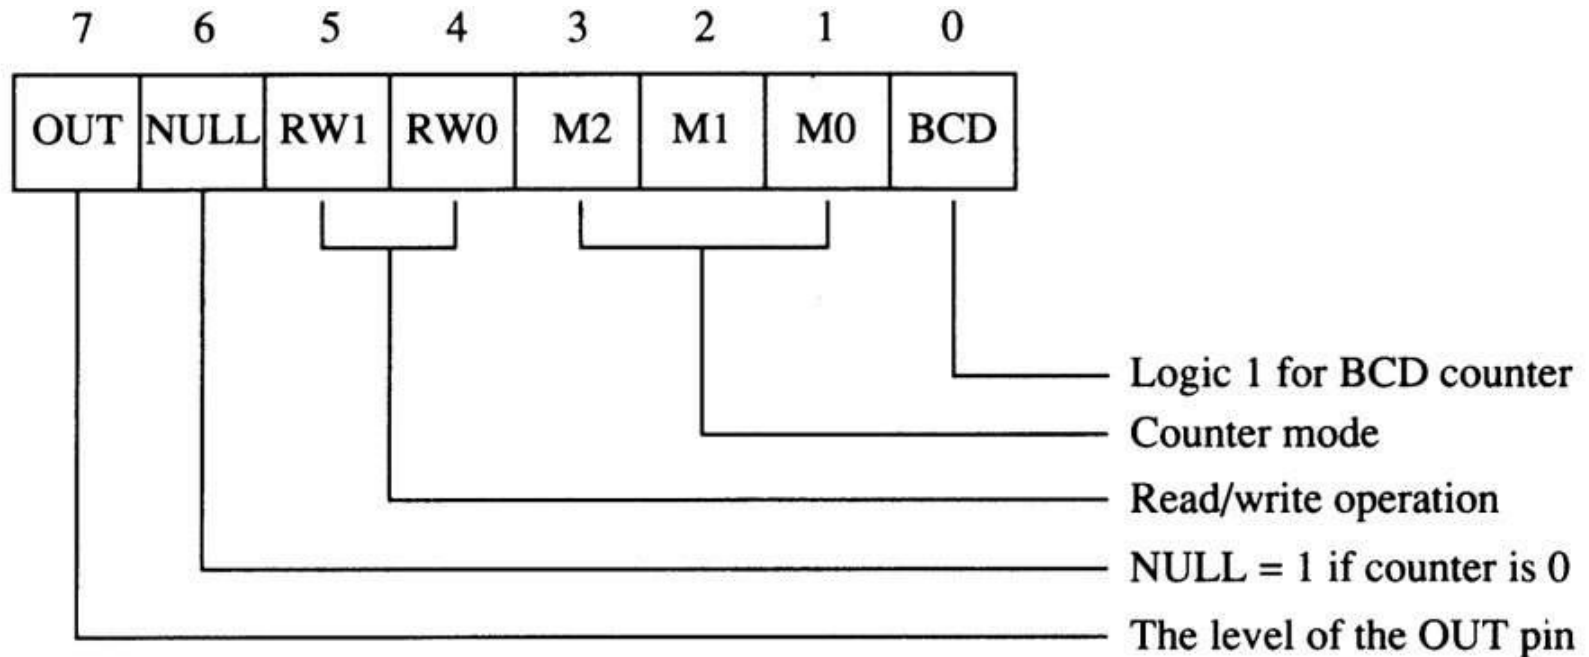 7 6 5 4 3 2 1 0
OUT NULL RW1 RW0 M2 M1 M0 BCD
Logic 1 for BCD counter
Counter mode
Read/write operation
NULL = 1 if counter is 0
The level of the OUT pin